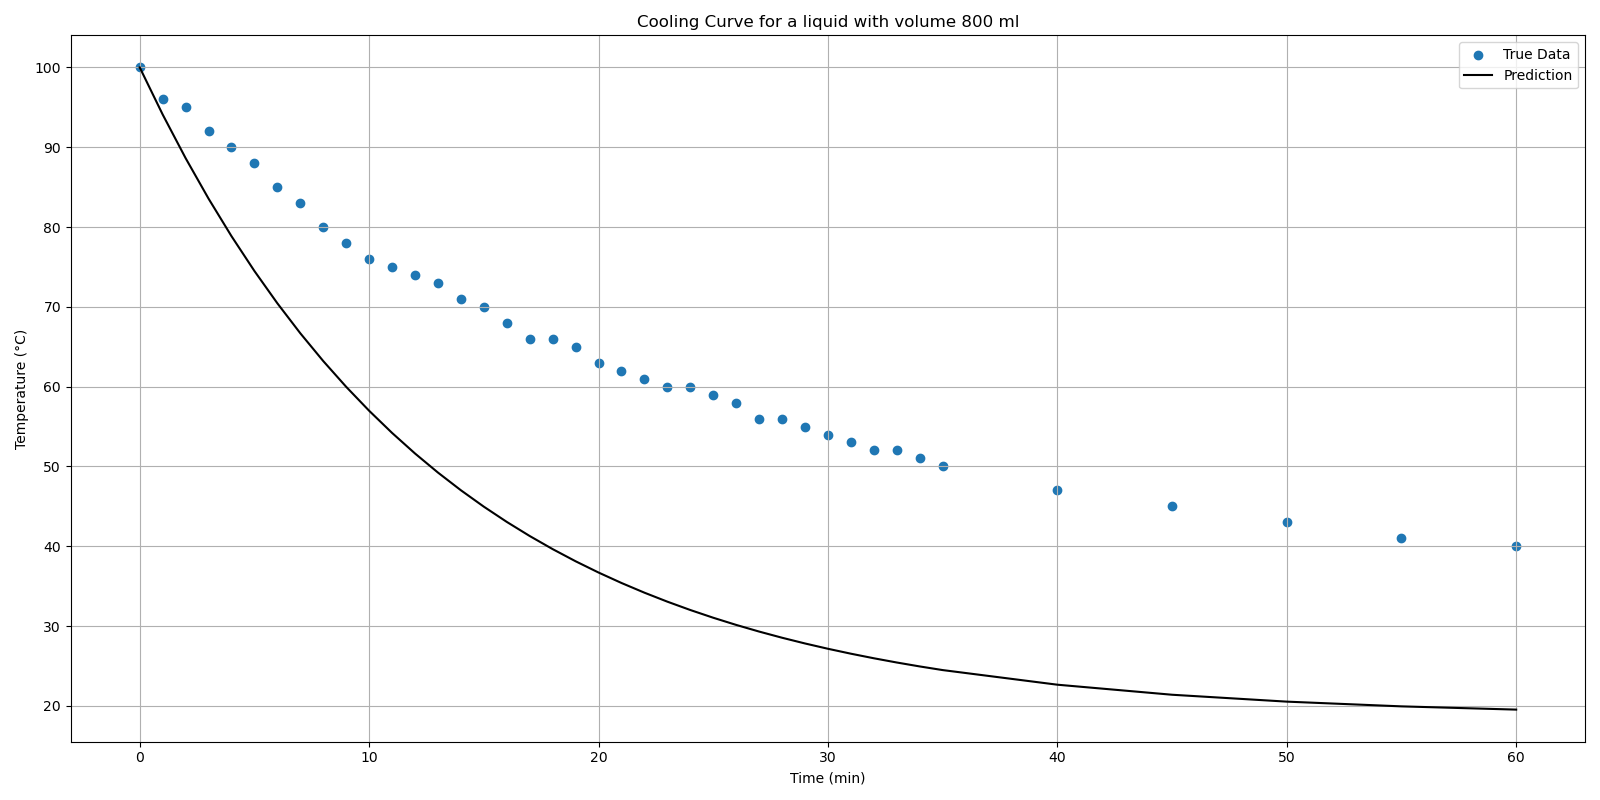 Cooling Curve for a liquid with volume 800 ml
True Data
Prediction
Temperature (°C)
100
90
80
70
60
50
40
30
20
0 10 20 30 40 50 60
Time (min)